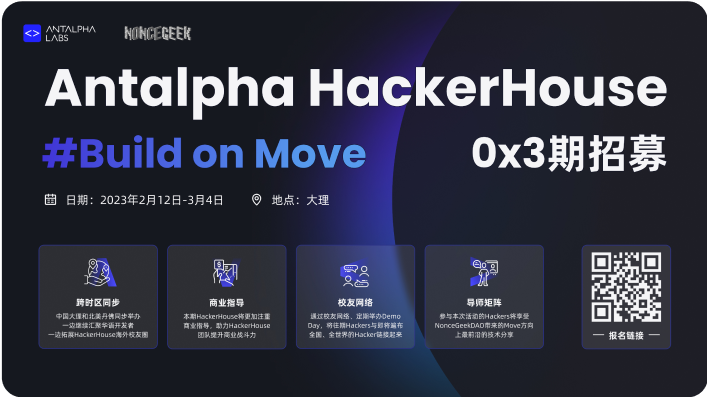 ANTALPHA
LABS
NONCEGEEK
Antalpha HackerHouse
#Build on Move
0x3期招募
日期：2023年2月12日-3月4日
地点：大理
跨时区同步
中国大理和北美丹佛同步举办
一边继续汇聚华语开发者
一边拓展HackerHouse海外校友圈
商业指导
本期HackerHouse将更加注重
商业指导，助力HackerHouse
团队提升商业战斗力
校友网络
通过校友网络，定期举办Demo
Day，将往期Hackers与即将遍布
全国、全世界的Hacker链接起来
导师矩阵
参与本次活动的Hackers将享受
NonceGeekDAO带来的Move方向
上最前沿的技术分享
报名链接